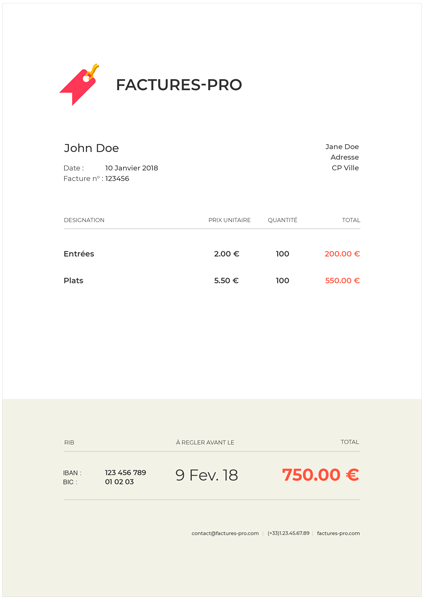 FACTURES-PRO
John Doe
Jane Doe
Adresse
CP Ville
Date : 10 Janvier 2018
Facture n° : 123456
DESIGNATION PRIX UNITAIRE QUANTITÉ TOTAL
Entrées 2.00 € 100 200.00 €
Plats 5.50 € 100 550.00 €
RIB À REGLER AVANT LE TOTAL
IBAN : 123 456 789
BIC : 01 02 03
9 Fev. 18 750.00 €
contact@factures-pro.com | (+33)1.23.45.67.89 | factures-pro.com